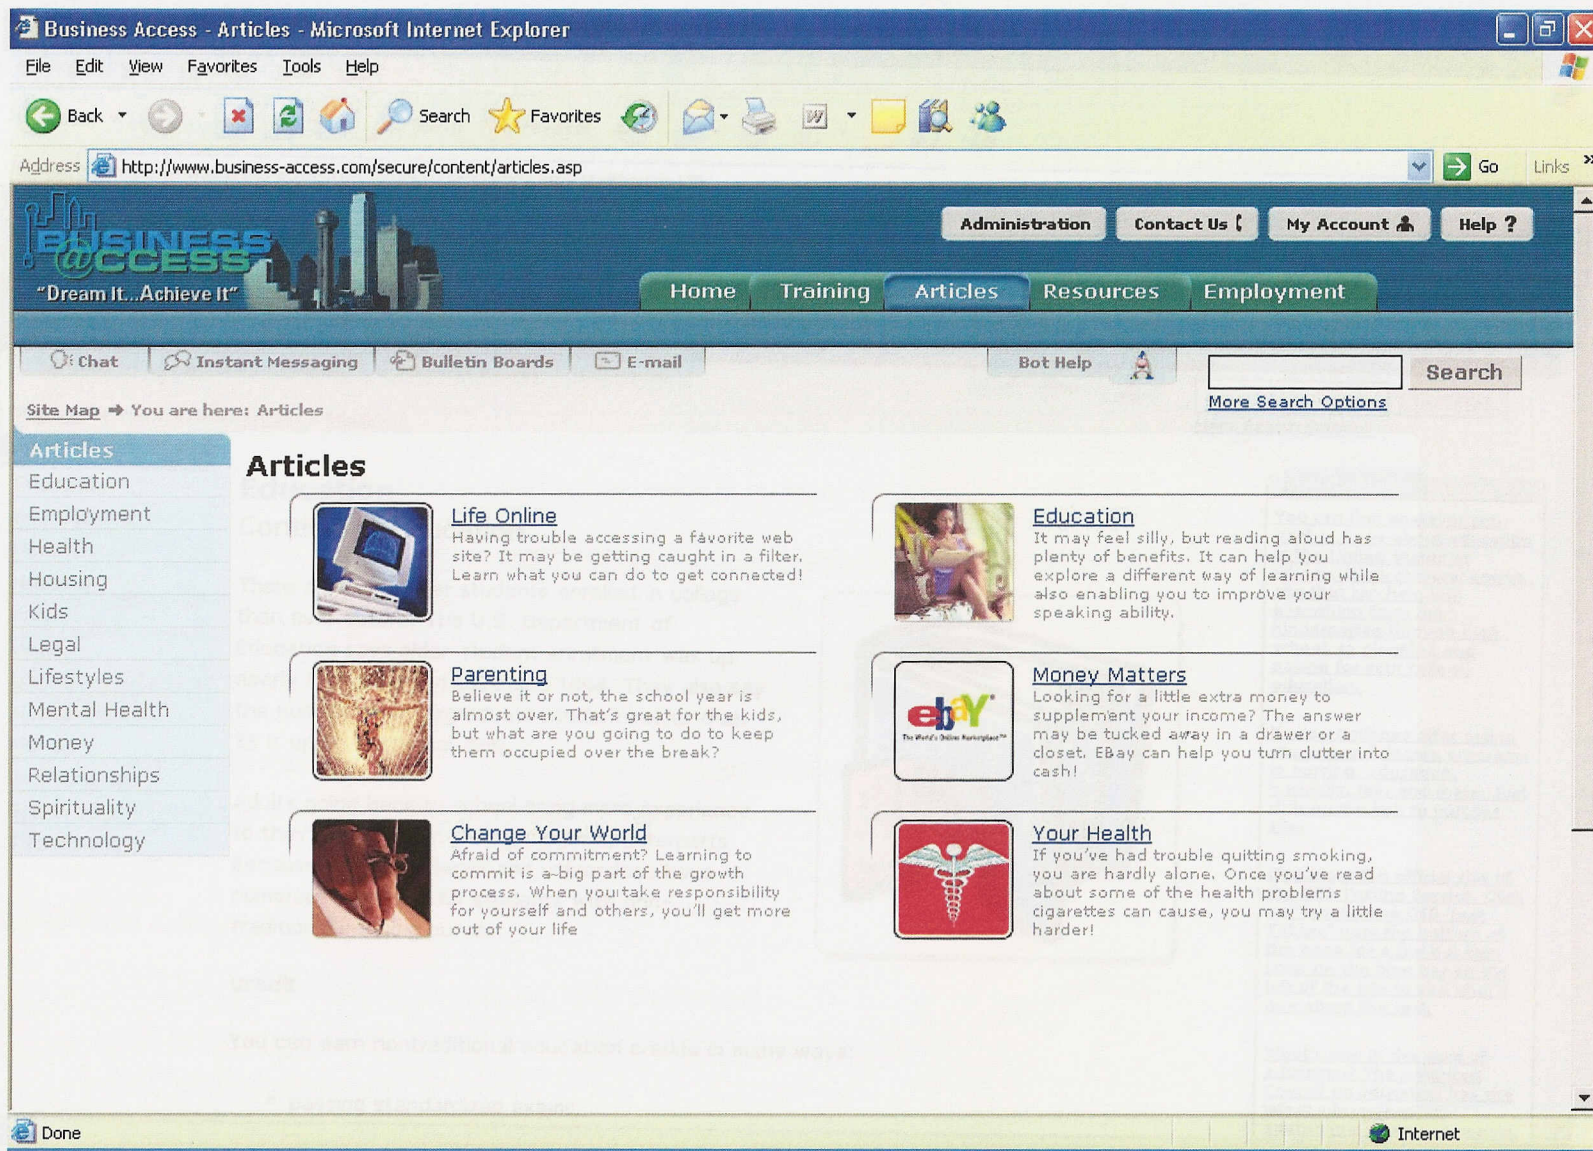 Business Access - Articles - Microsoft Internet Explorer
File Edit View Favorites Tools Help
Back Search Favorites
Address http://www.business-access.com/secure/content/articles.asp Go Links »
BUSINESS
@CCESS
"Dream It...Achieve It"
Administration Contact Us My Account Help ?
Home Training Articles Resources Employment
Chat Instant Messaging Bulletin Boards E-mail Bot Help Search
More Search Options
Site Map → You are here: Articles
Articles
Education
Employment
Health
Housing
Kids
Legal
Lifestyles
Mental Health
Money
Relationships
Spirituality
Technology
Articles
Life Online
Having trouble accessing a favorite web
site? It may be getting caught in a filter.
Learn what you can do to get connected!
Education
It may feel silly, but reading aloud has
plenty of benefits. It can help you
explore a different way of learning while
also enabling you to improve your
speaking ability.
Parenting
Believe it or not, the school year is
almost over. That's great for the kids,
but what are you going to do to keep
them occupied over the break?
ebay
The World's Online Marketplace™
Money Matters
Looking for a little extra money to
supplement your income? The answer
may be tucked away in a drawer or a
closet. EBay can help you turn clutter into
cash!
Change Your World
Afraid of commitment? Learning to
commit is a big part of the growth
process. When you take responsibility
for yourself and others, you'll get more
out of your life
Your Health
If you've had trouble quitting smoking,
you are hardly alone. Once you've read
about some of the health problems
cigarettes can cause, you may try a little
harder!
Done Internet